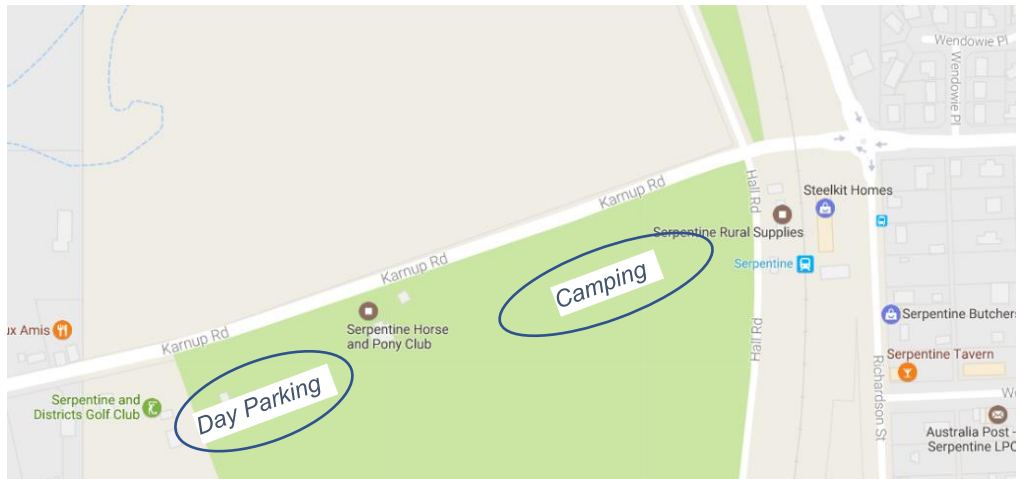 Wendowie Pl
Wendowie Pl
Karnup Rd
Hall Rd
Steelkit Homes
Serpentine Rural Supplies
Serpentine
Camping
Karnup Rd
Serpentine Horse
and Pony Club
Karnup Rd
ux Amis
Hall Rd
Serpentine Butchers
Serpentine Tavern
Richardson St
Day Parking
Serpentine and
Districts Golf Club
Australia Post -
Serpentine LPO